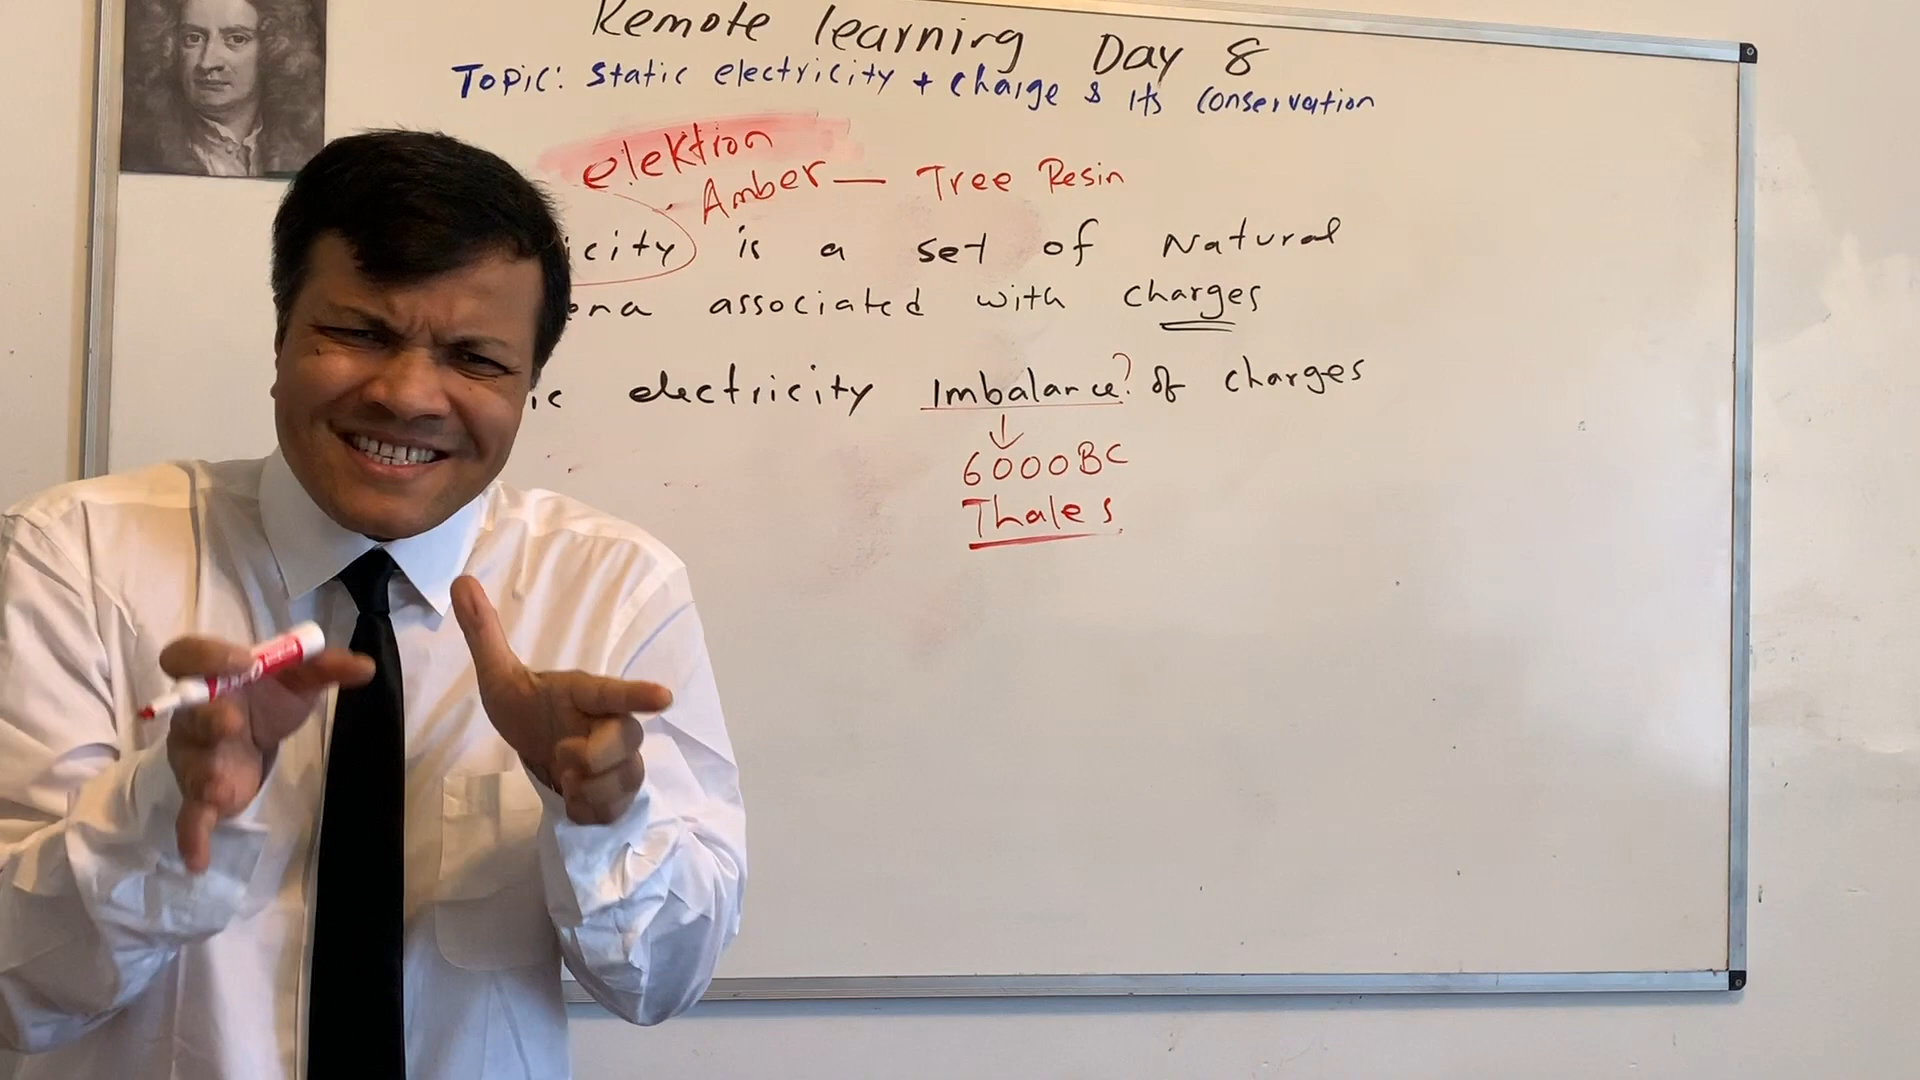 Remote learning Day 8
Topic: Static electricity + charge & its conservation
elektron
Amber — Tree Resin
icity is a set of Natural
ena associated with charges
ic electricity Imbalance? of charges
↓
6000BC
Thales